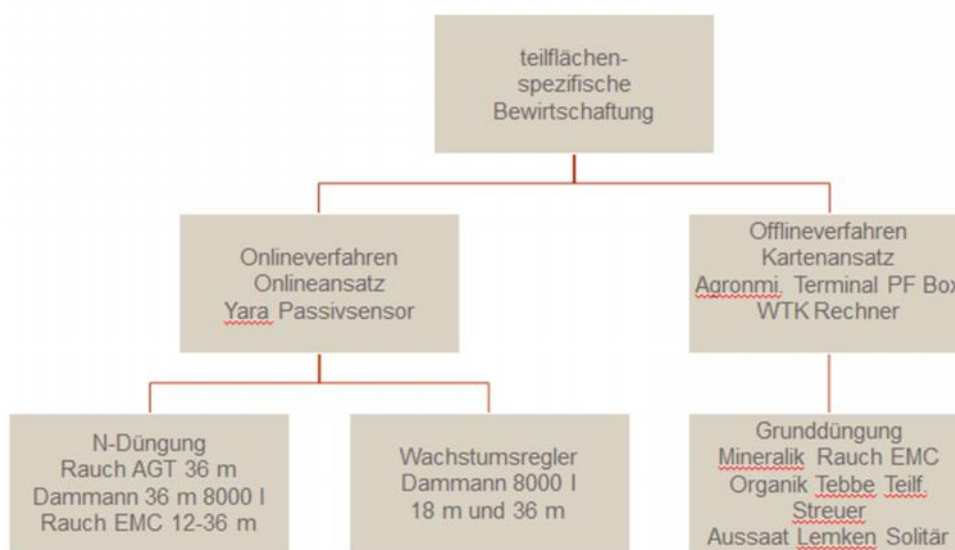 teilflächen-
spezifische
Bewirtschaftung
Onlineverfahren
Onlineansatz
Yara Passivsensor
Offlineverfahren
Kartenansatz
Agronmi. Terminal PF Box
WTK Rechner
N-Düngung
Rauch AGT 36 m
Dammann 36 m 8000 l
Rauch EMC 12-36 m
Wachstumsregler
Dammann 8000 l
18 m und 36 m
Grunddüngung
Mineralik Rauch EMC
Organik Tebbe Teilf.
Streuer
Aussaat Lemken Solitär